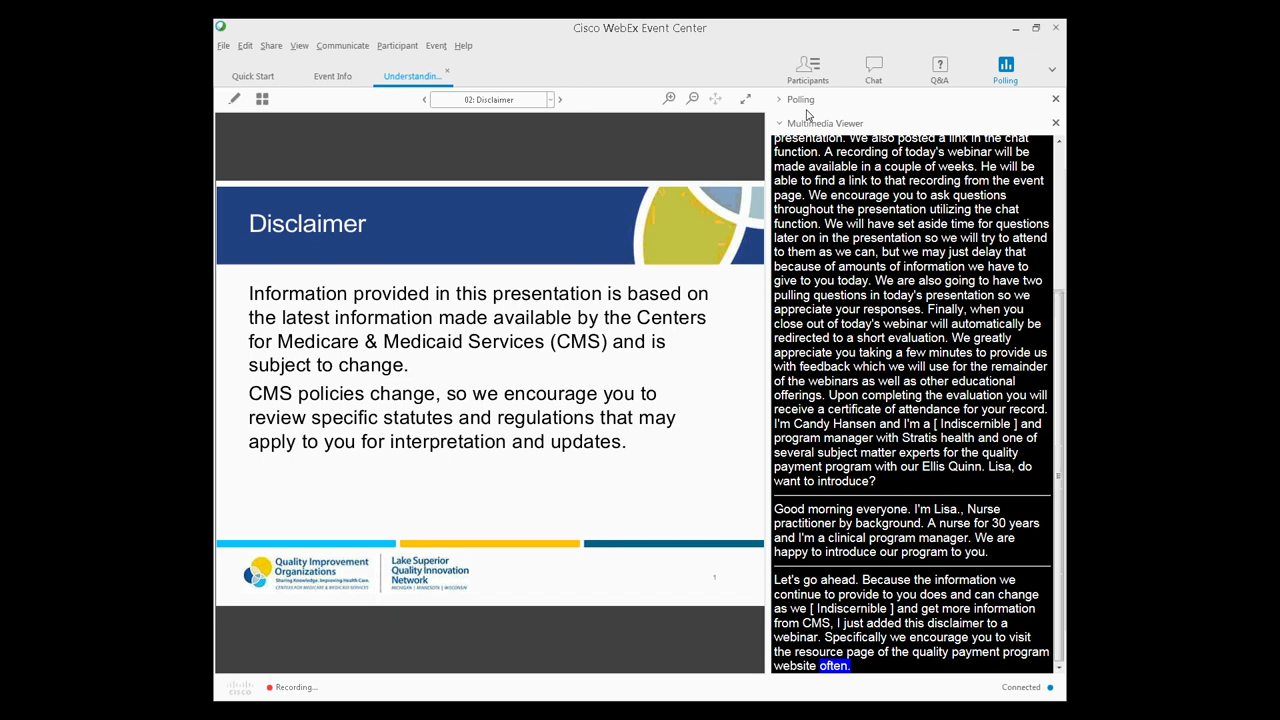 Cisco WebEx Event Center
File Edit Share View Communicate Participant Event Help
Quick Start Event Info Understandin...
Participants Chat Q&A Polling
02: Disclaimer
Polling
Multimedia Viewer
Disclaimer
Information provided in this presentation is based on
the latest information made available by the Centers
for Medicare & Medicaid Services (CMS) and is
subject to change.
CMS policies change, so we encourage you to
review specific statutes and regulations that may
apply to you for interpretation and updates.
Quality Improvement
Organizations
Sharing Knowledge. Improving Health Care.
CENTERS FOR MEDICARE & MEDICAID SERVICES
Lake Superior
Quality Innovation
Network
MICHIGAN | MINNESOTA | WISCONSIN
1
presentation. We also posted a link in the chat
function. A recording of today's webinar will be
made available in a couple of weeks. He will be
able to find a link to that recording from the event
page. We encourage you to ask questions
throughout the presentation utilizing the chat
function. We will have set aside time for questions
later on in the presentation so we will try to attend
to them as we can, but we may just delay that
because of amounts of information we have to
give to you today. We are also going to have two
polling questions in today's presentation so we
appreciate your responses. Finally, when you
close out of today's webinar will automatically be
redirected to a short evaluation. We greatly
appreciate you taking a few minutes to provide us
with feedback which we will use for the remainder
of the webinars as well as other educational
offerings. Upon completing the evaluation you will
receive a certificate of attendance for your record.
I'm Candy Hansen and I'm a [ Indiscernible ] and
program manager with Stratis health and one of
several subject matter experts for the quality
payment program with our Ellis Quinn. Lisa, do
want to introduce?
Good morning everyone. I'm Lisa., Nurse
practitioner by background. A nurse for 30 years
and I'm a clinical program manager. We are
happy to introduce our program to you.
Let's go ahead. Because the information we
continue to provide to you does and can change
as we [ Indiscernible ] and get more information
from CMS, I just added this disclaimer to a
webinar. Specifically we encourage you to visit
the resource page of the quality payment program
website often.
cisco Recording... Connected